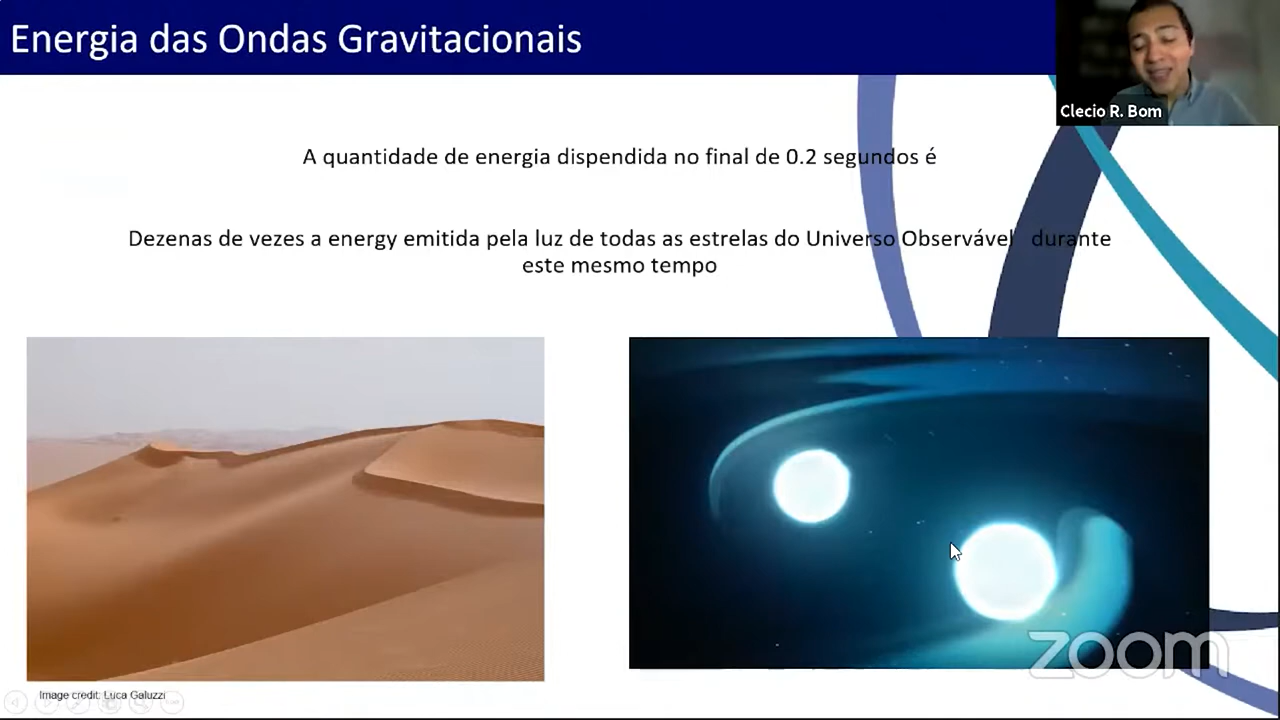 Energia das Ondas Gravitacionais
Clecio R. Bom
A quantidade de energia dispendida no final de 0.2 segundos é
Dezenas de vezes a energy emitida pela luz de todas as estrelas do Universo Observável durante
este mesmo tempo
zoom
Image credit: Luca Galuzzi